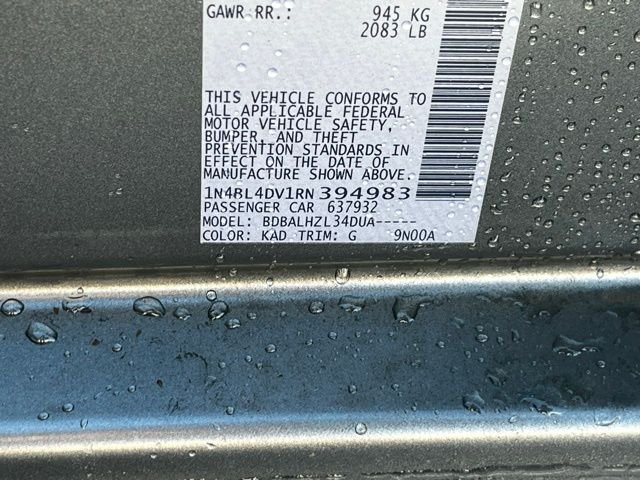 GAWR RR.: 945 KG
2083 LB
THIS VEHICLE CONFORMS TO
ALL APPLICABLE FEDERAL
MOTOR VEHICLE SAFETY,
BUMPER, AND THEFT
PREVENTION STANDARDS IN
EFFECT ON THE DATE OF
MANUFACTURE SHOWN ABOVE.
1N4BL4DV1RN394983
PASSENGER CAR 637932
MODEL: BDBALHZL34DUA-----
COLOR: KAD TRIM: G 9N00A